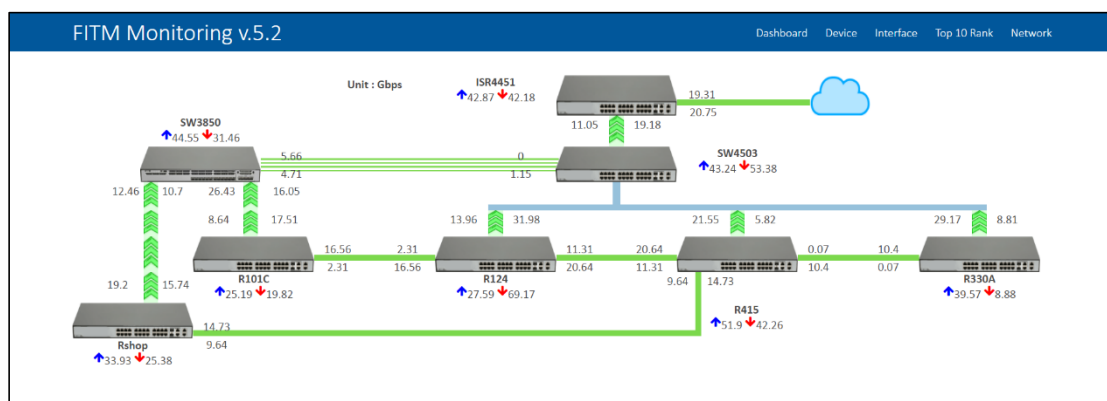 FITM Monitoring v.5.2
Dashboard Device Interface Top 10 Rank Network
Unit : Gbps
ISR4451
42.87 42.18
19.31
20.75
11.05 19.18
SW3850
44.55 31.46
5.66 0
4.71 1.15
SW4503
43.24 53.38
12.46 10.7 26.43 16.05
8.64 17.51
13.96 31.98
21.55 5.82
29.17 8.81
16.56 2.31
2.31 16.56
11.31 20.64
20.64 11.31
0.07 10.4
10.4 0.07
R101C
25.19 19.82
R124
27.59 69.17
9.64 14.73
R330A
39.57 8.88
19.2 15.74
R415
51.9 42.26
14.73
9.64
Rshop
33.93 25.38